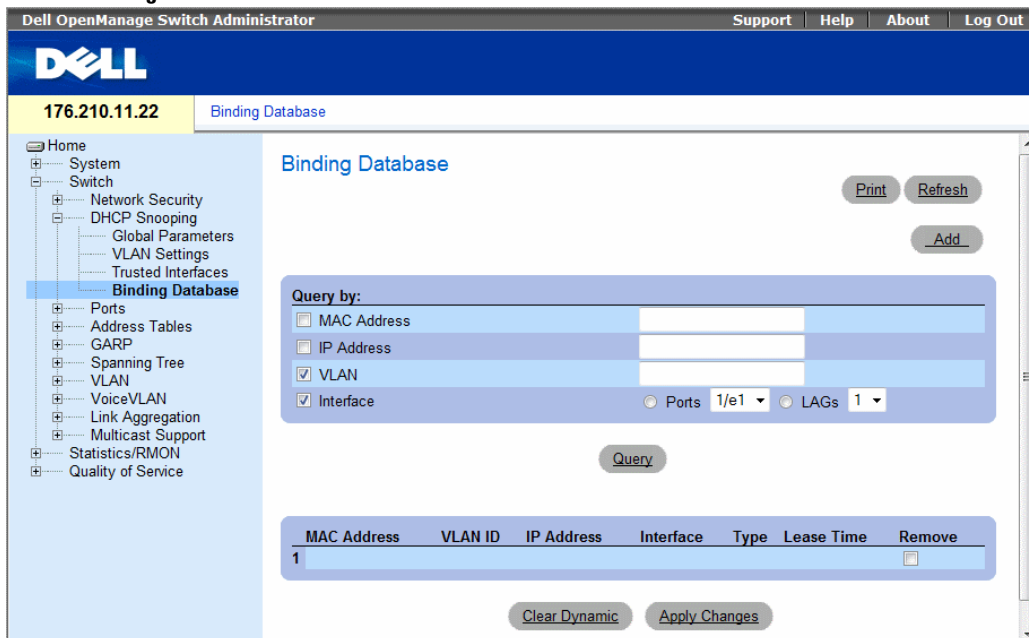 Dell OpenManage Switch Administrator Support Help About Log Out
DELL
176.210.11.22 Binding Database
Home
System
Switch
Network Security
DHCP Snooping
Global Parameters
VLAN Settings
Trusted Interfaces
Binding Database
Ports
Address Tables
GARP
Spanning Tree
VLAN
VoiceVLAN
Link Aggregation
Multicast Support
Statistics/RMON
Quality of Service
Binding Database
Print Refresh
Add
Query by:
MAC Address
IP Address
VLAN
Interface Ports 1/e1 LAGs 1
Query
MAC Address VLAN ID IP Address Interface Type Lease Time Remove
1
Clear Dynamic Apply Changes